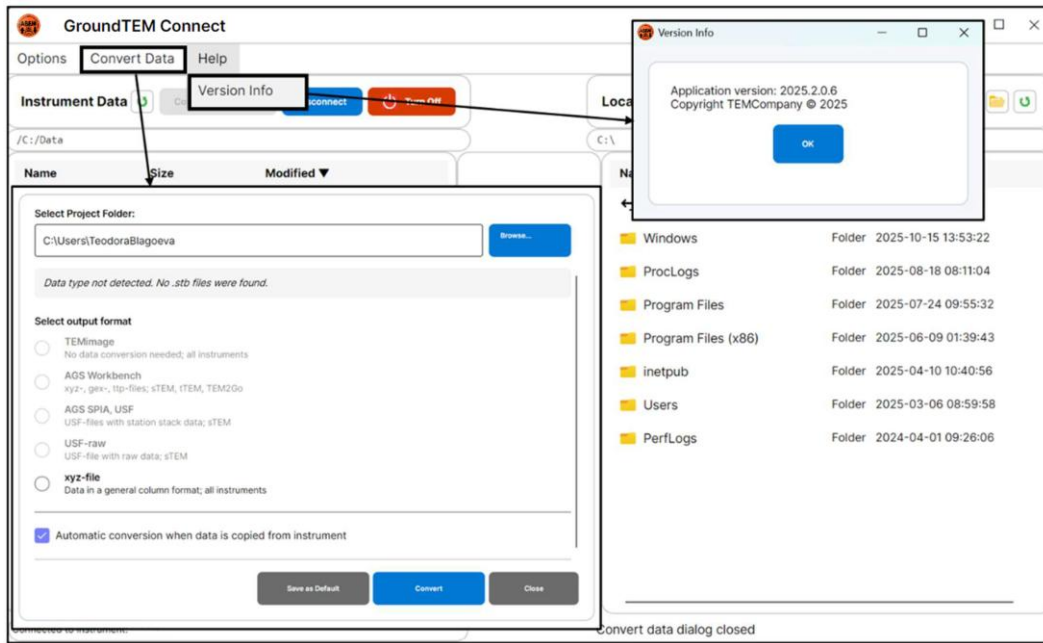 GroundTEM Connect
Options Convert Data Help
Version Info
Instrument Data
Turn Off
/C:/Data
Name Size Modified ▼
Select Project Folder:
C:\Users\TeodoraBlagoeva
Browse...
Data type not detected. No .stb files were found.
Select output format
TEMimage
No data conversion needed; all instruments
AGS Workbench
xyz-, gex-, ttp-files; sTEM, tTEM, TEM2Go
AGS SPIA, USF
USF-files with station stack data; sTEM
USF-raw
USF-file with raw data; sTEM
xyz-file
Data in a general column format; all instruments
Automatic conversion when data is copied from instrument
Save as Default Convert Close
Version Info
Application version: 2025.2.0.6
Copyright TEMCompany © 2025
OK
C:\
Windows Folder 2025-10-15 13:53:22
ProcLogs Folder 2025-08-18 08:11:04
Program Files Folder 2025-07-24 09:55:32
Program Files (x86) Folder 2025-06-09 01:39:43
inetpub Folder 2025-04-10 10:40:56
Users Folder 2025-03-06 08:59:58
PerfLogs Folder 2024-04-01 09:26:06
Connected to instrument.
Convert data dialog closed